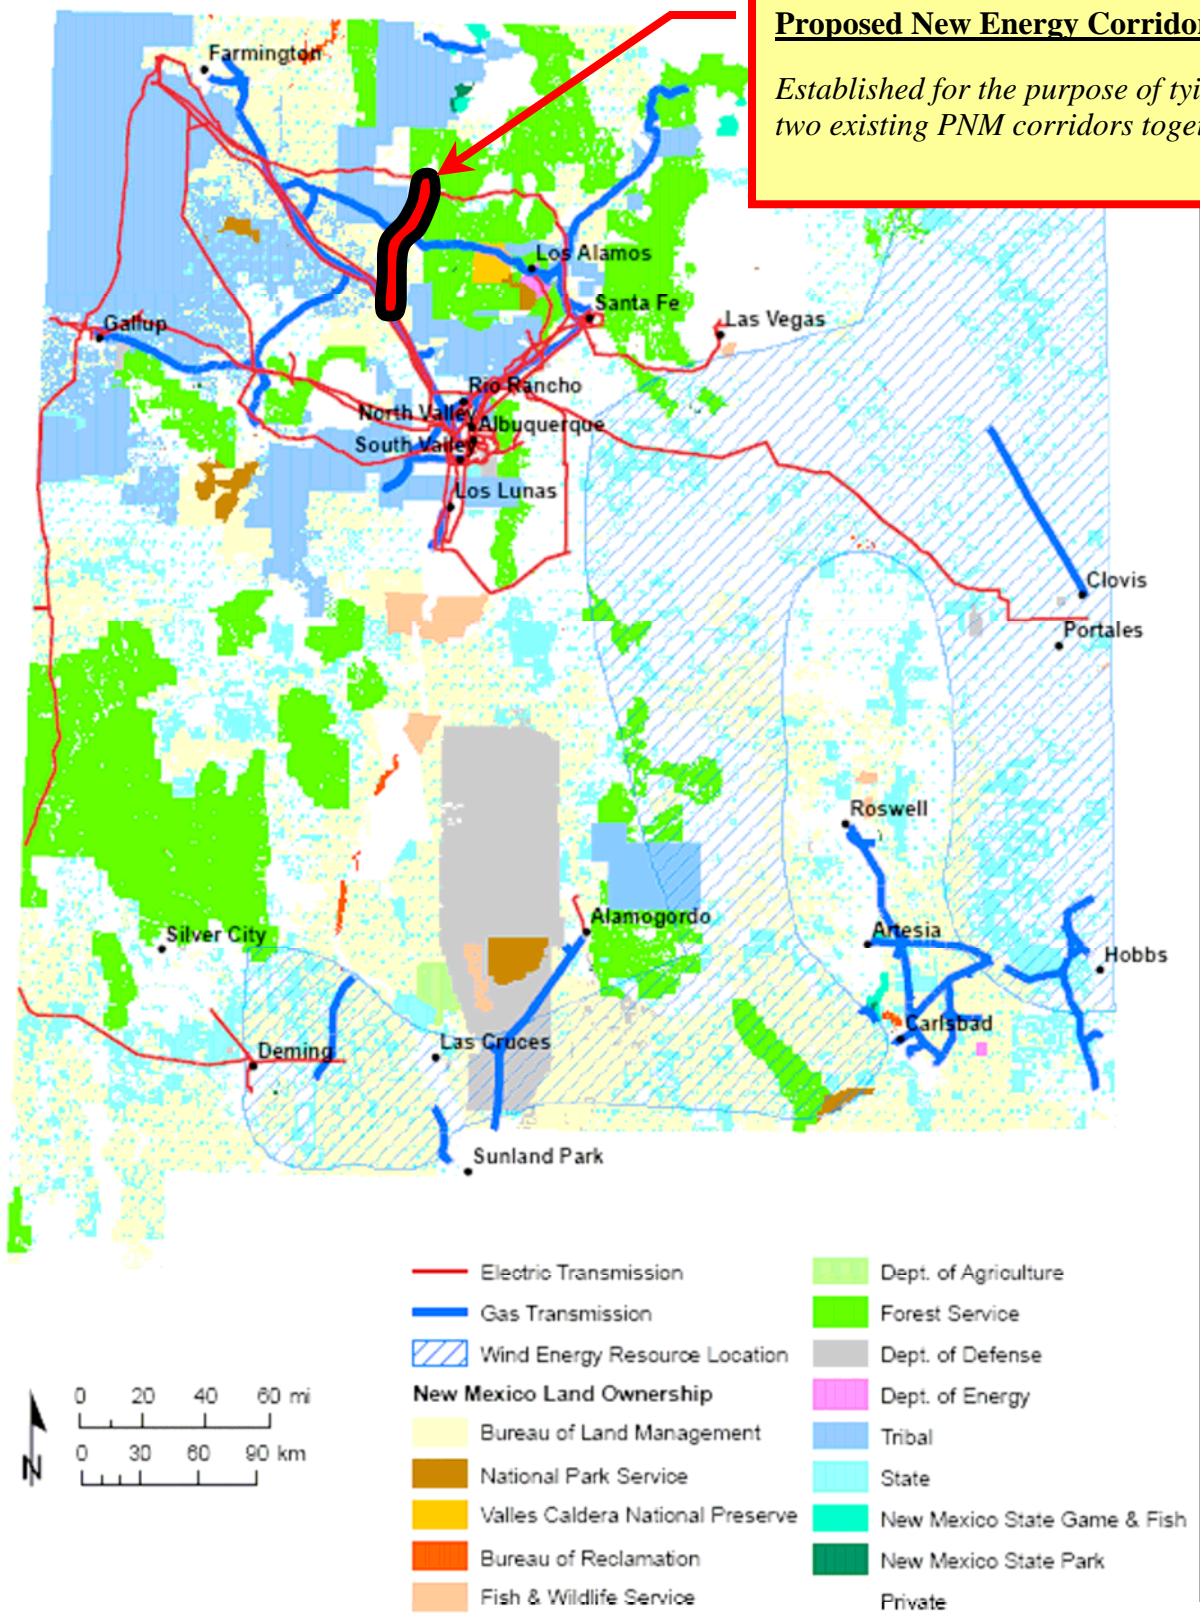 Proposed New Energy Corridor
Established for the purpose of tyi
two existing PNM corridors toget
Farmington
Los Alamos
Santa Fe
Las Vegas
Gallup
Rio Rancho
North Valley
Albuquerque
South Valley
Los Lunas
Clovis
Portales
Roswell
Alamogordo
Artesia
Silver City
Hobbs
Carlsbad
Las Cruces
Deming
Sunland Park
Electric Transmission
Gas Transmission
Wind Energy Resource Location
New Mexico Land Ownership
Bureau of Land Management
National Park Service
Valles Caldera National Preserve
Bureau of Reclamation
Fish & Wildlife Service
Dept. of Agriculture
Forest Service
Dept. of Defense
Dept. of Energy
Tribal
State
New Mexico State Game & Fish
New Mexico State Park
Private
0 20 40 60 mi
0 30 60 90 km
N